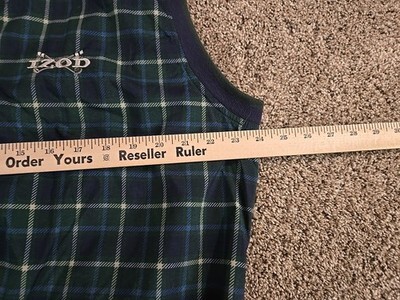 IZOD
15 16 17 18 19 20 21 22 23 24 25 26 27 28 29
Order Yours Reseller Ruler